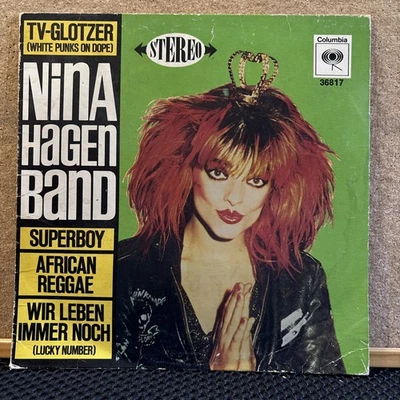 TV-GLOTZER
(WHITE PUNKS ON DOPE)
NiNA
HAGEN
BAND
SUPERBOY
AFRICAN
REGGAE
WIR LEBEN
IMMER NOCH
(LUCKY NUMBER)
STEREO
Columbia
36817